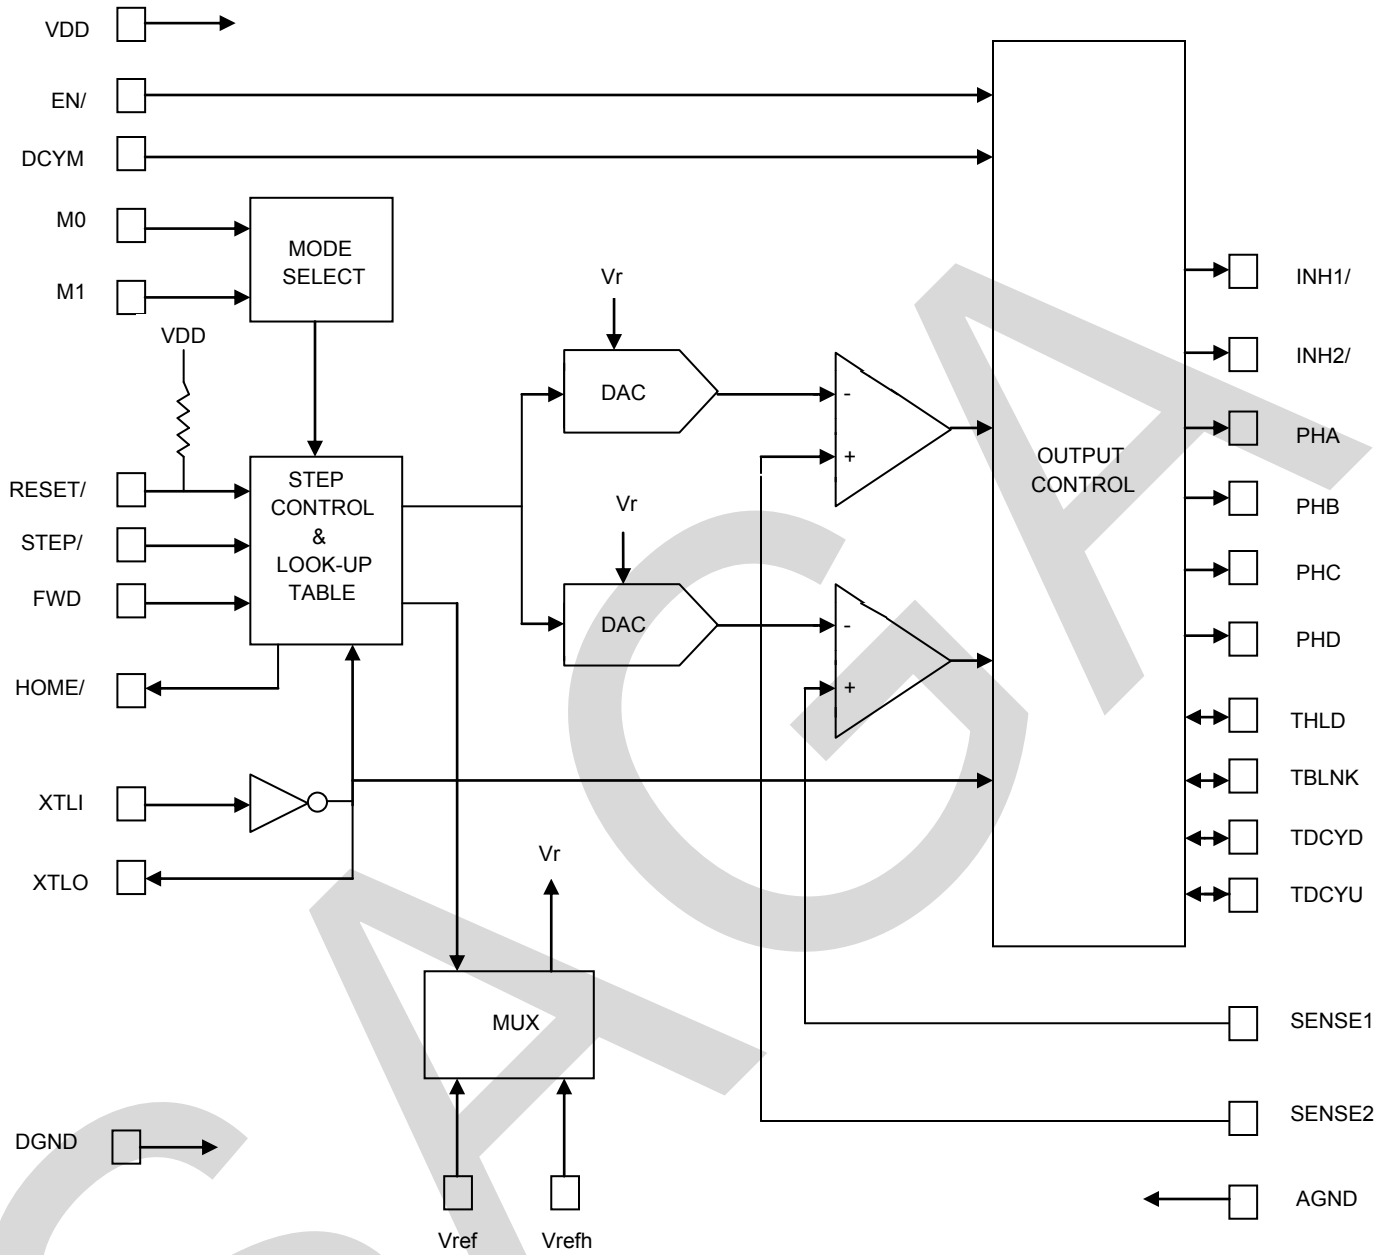 VDD
EN/
DCYM
M0
M1
MODE
SELECT
VDD
RESET/
STEP/
FWD
STEP
CONTROL
&
LOOK-UP
TABLE
HOME/
XTLI
XTLO
Vr
DAC
-
+
Vr
DAC
-
+
OUTPUT
CONTROL
INH1/
INH2/
PHA
PHB
PHC
PHD
THLD
TBLNK
TDCYD
TDCYU
Vr
MUX
SENSE1
SENSE2
DGND
AGND
Vref
Vrefh